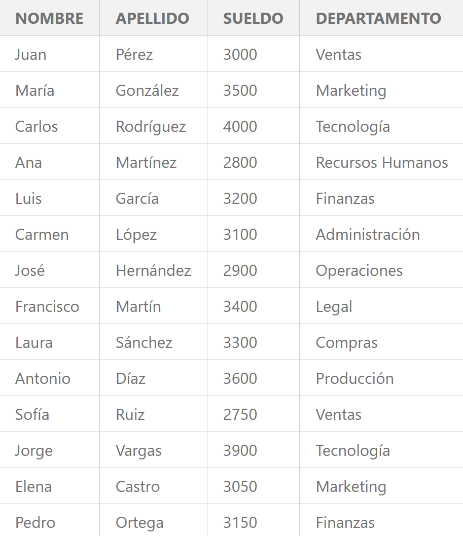 NOMBRE APELLIDO SUELDO DEPARTAMENTO
Juan Pérez 3000 Ventas
María González 3500 Marketing
Carlos Rodríguez 4000 Tecnología
Ana Martínez 2800 Recursos Humanos
Luis García 3200 Finanzas
Carmen López 3100 Administración
José Hernández 2900 Operaciones
Francisco Martín 3400 Legal
Laura Sánchez 3300 Compras
Antonio Díaz 3600 Producción
Sofía Ruiz 2750 Ventas
Jorge Vargas 3900 Tecnología
Elena Castro 3050 Marketing
Pedro Ortega 3150 Finanzas